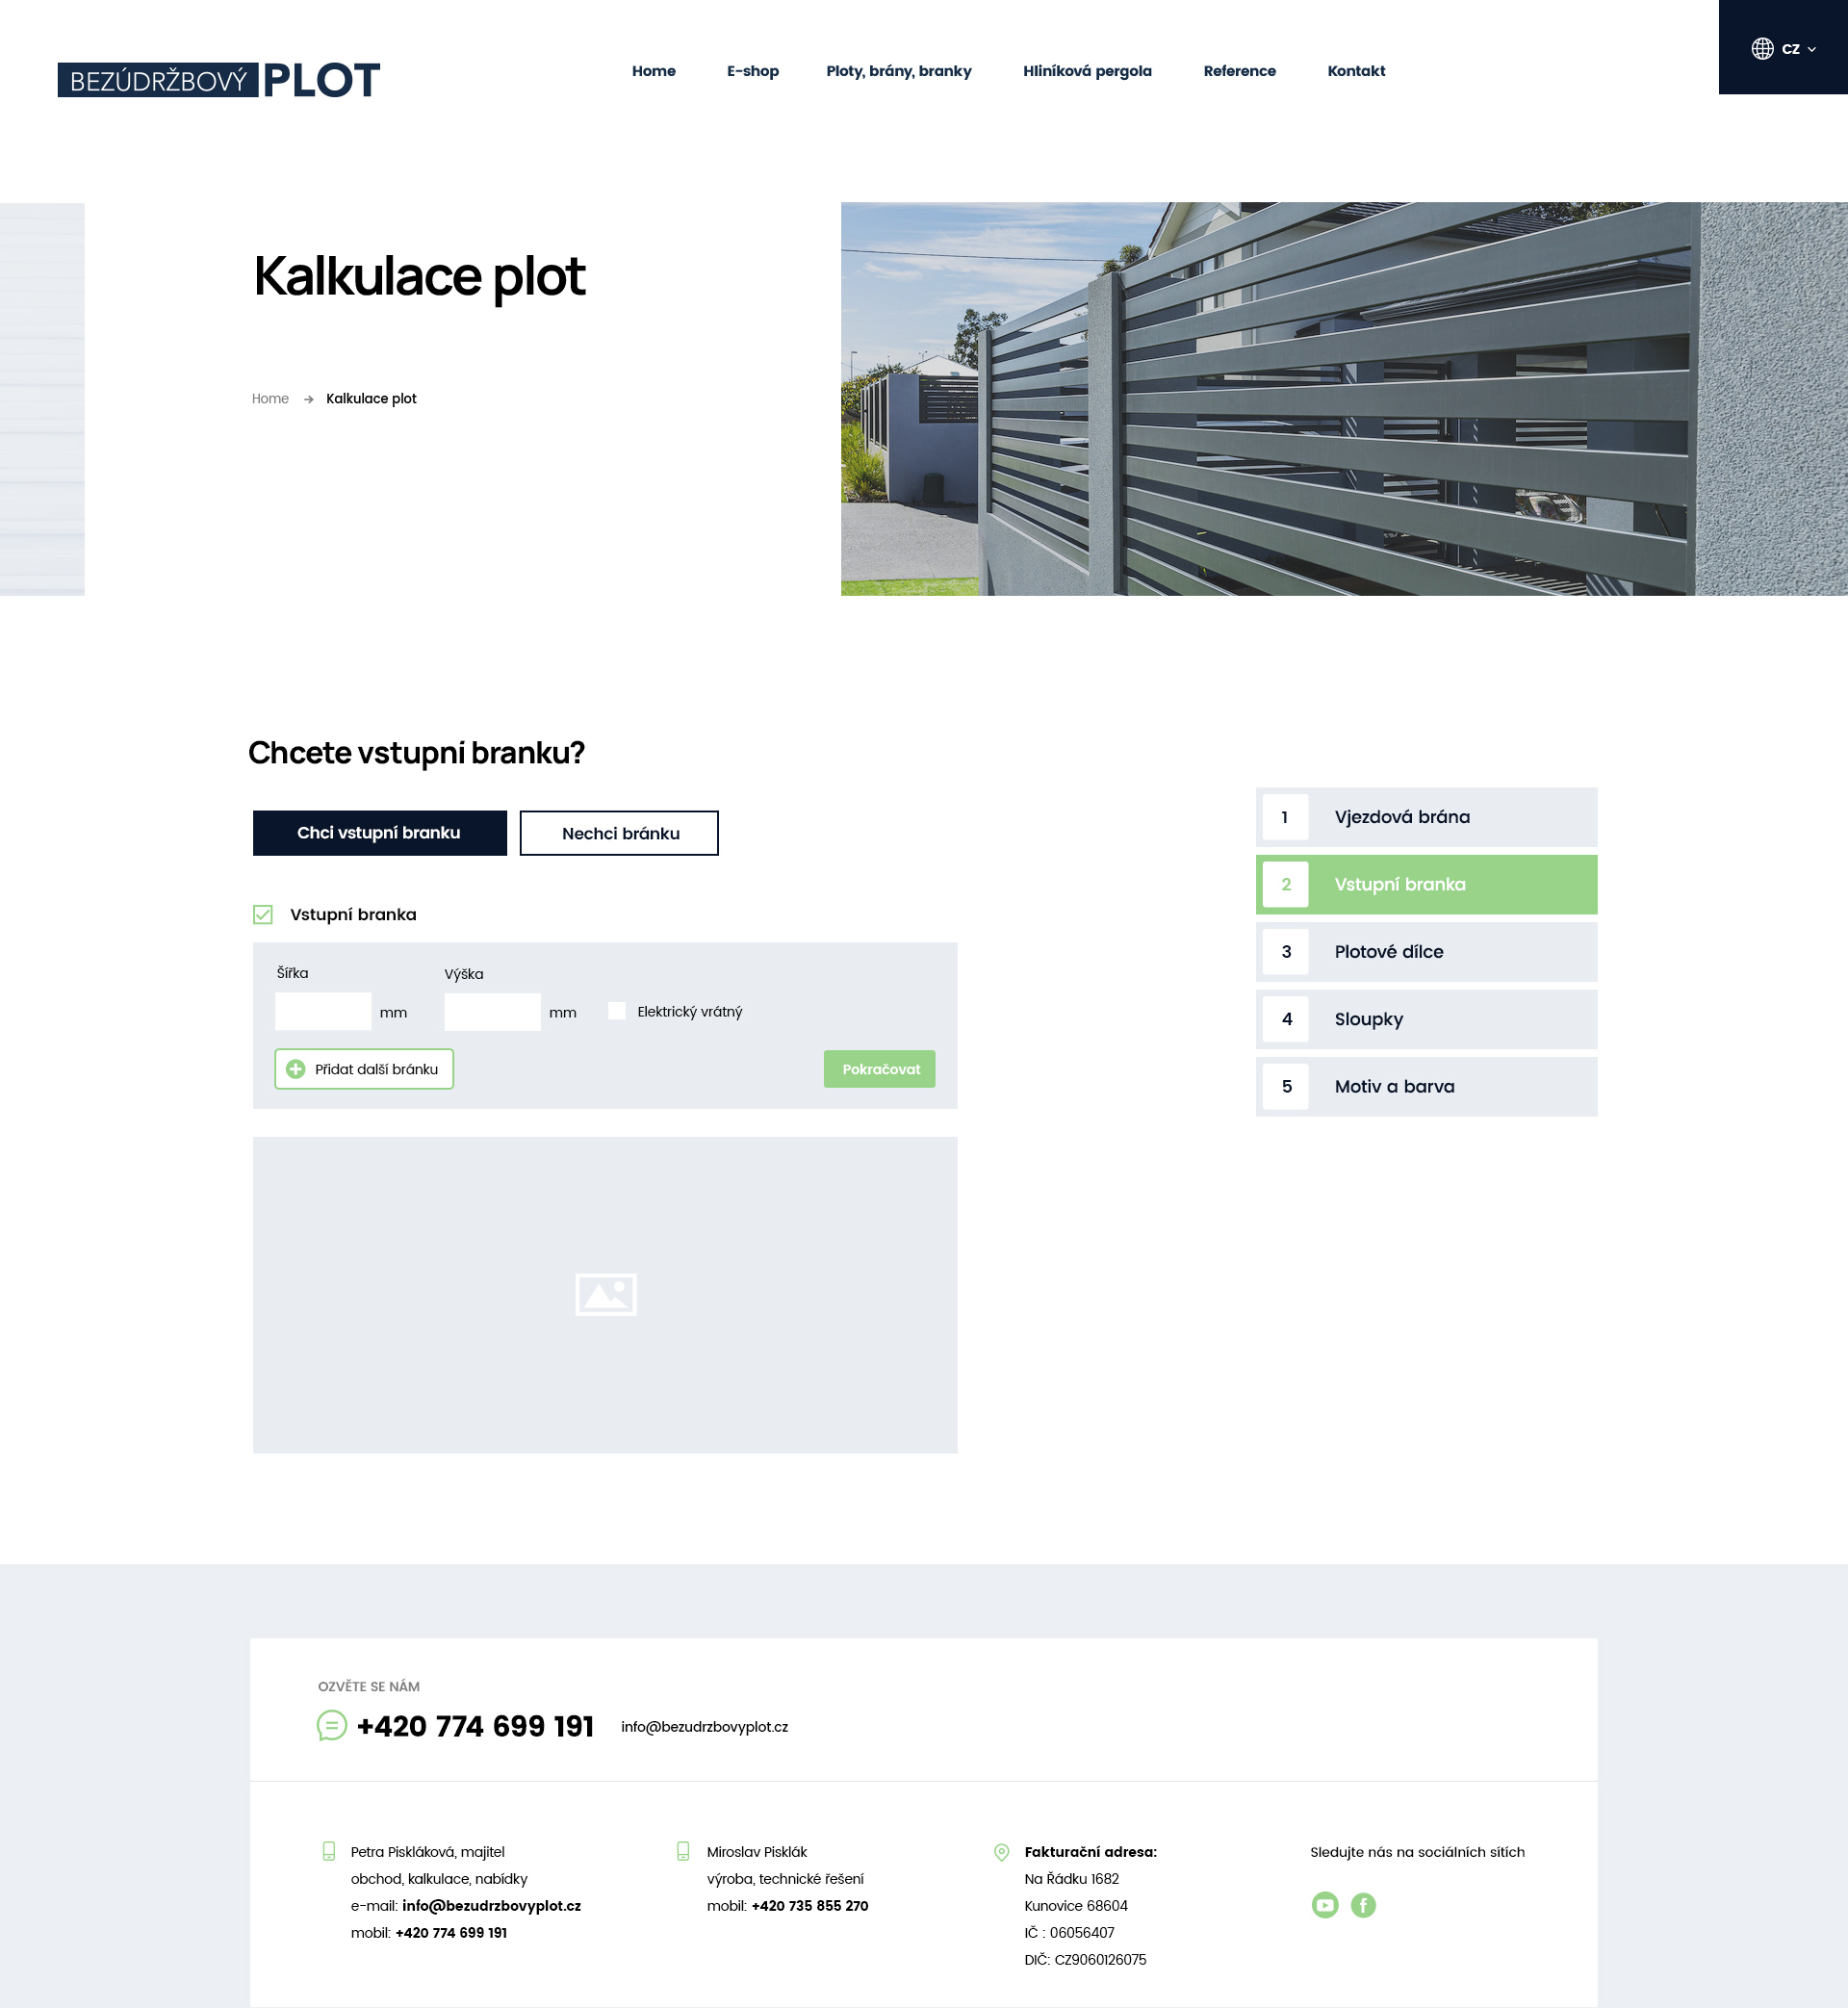 BEZÚDRŽBOVÝ PLOT
Home E-shop Ploty, brány, branky Hliníková pergola Reference Kontakt
CZ
Kalkulace plot
Home Kalkulace plot
Chcete vstupní branku?
Chci vstupní branku Nechci bránku
Vstupní branka
Šířka Výška
mm mm Elektrický vrátný
Přidat další bránku Pokračovat
1 Vjezdová brána
2 Vstupní branka
3 Plotové dílce
4 Sloupky
5 Motiv a barva
OZVĚTE SE NÁM
+420 774 699 191 info@bezudrzbovyplot.cz
Petra Piskláková, majitel
obchod, kalkulace, nabídky
e-mail: info@bezudrzbovyplot.cz
mobil: +420 774 699 191
Miroslav Pisklák
výroba, technické řešení
mobil: +420 735 855 270
Fakturační adresa:
Na Řádku 1682
Kunovice 68604
IČ : 06056407
DIČ: CZ9060126075
Sledujte nás na sociálních sítích